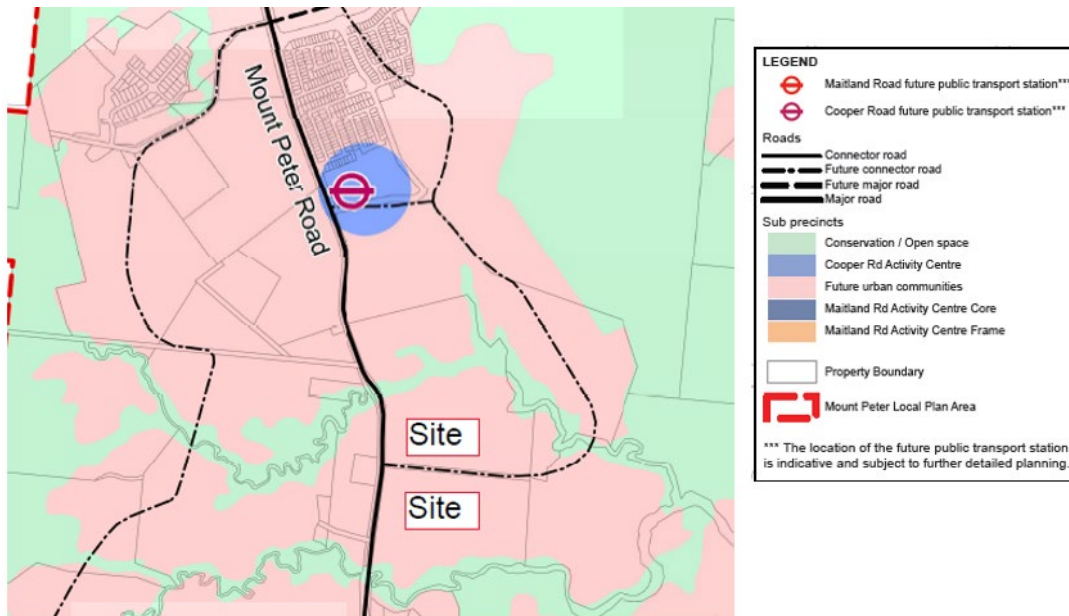 Mount Peter Road
Site
Site
LEGEND
Maitland Road future public transport station***
Cooper Road future public transport station***
Roads
Connector road
Future connector road
Future major road
Major road
Sub precincts
Conservation / Open space
Cooper Rd Activity Centre
Future urban communities
Maitland Rd Activity Centre Core
Maitland Rd Activity Centre Frame
Property Boundary
Mount Peter Local Plan Area
*** The location of the future public transport station
is indicative and subject to further detailed planning.